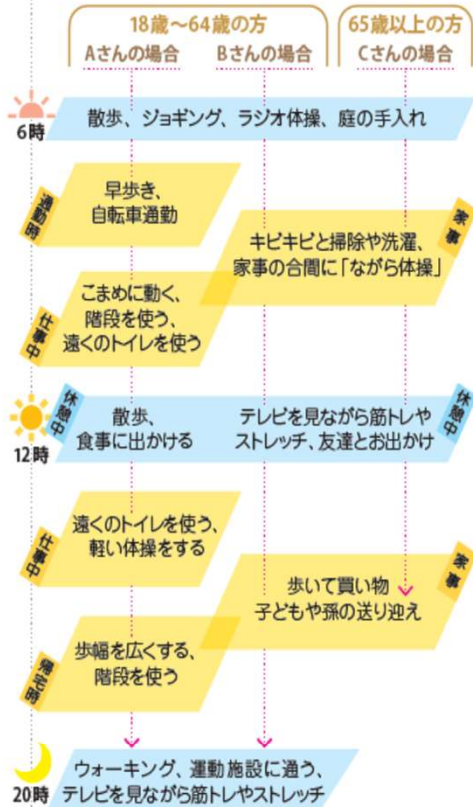 18歳～64歳の方
65歳以上の方
Aさんの場合
Bさんの場合
Cさんの場合
6時
散歩、ジョギング、ラジオ体操、庭の手入れ
通勤時
早歩き、
自転車通勤
家事
キビキビと掃除や洗濯、
家事の合間に「ながら体操」
仕事中
こまめに動く、
階段を使う、
遠くのトイレを使う
12時
休憩中
散歩、
食事に出かける
テレビを見ながら筋トレや
ストレッチ、友達とお出かけ
休憩中
仕事中
遠くのトイレを使う、
軽い体操をする
家事
歩いて買い物
子どもや孫の送り迎え
帰宅時
歩幅を広くする、
階段を使う
20時
ウォーキング、運動施設に通う、
テレビを見ながら筋トレやストレッチ